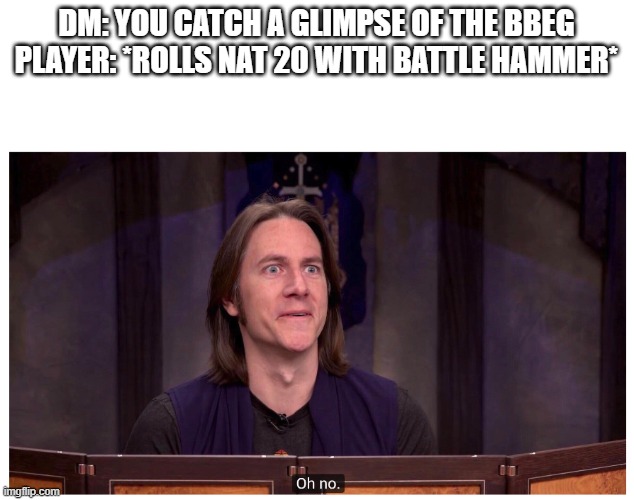 DM: YOU CATCH A GLIMPSE OF THE BBEG
PLAYER: *ROLLS NAT 20 WITH BATTLE HAMMER*
Oh no.
imgflip.com